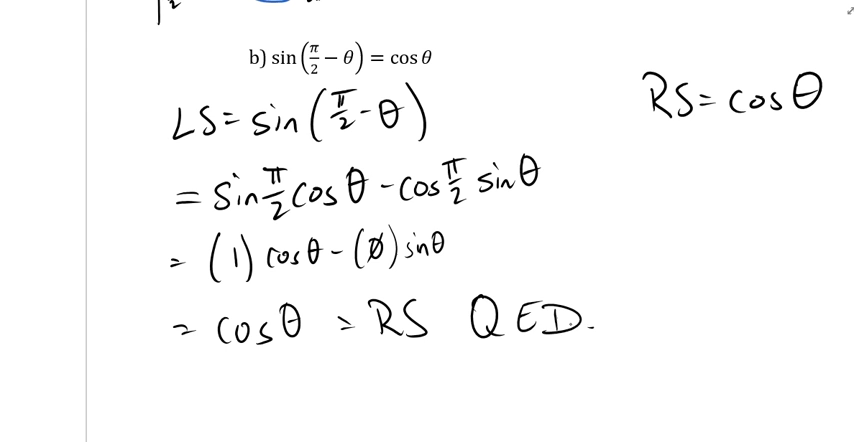 b) sin(π/2 − θ) = cos θ
LS = sin(π/2 - θ)
RS = cos θ
= sin π/2 cos θ - cos π/2 sin θ
= (1) cos θ - (0) sin θ
= cos θ = RS QED.